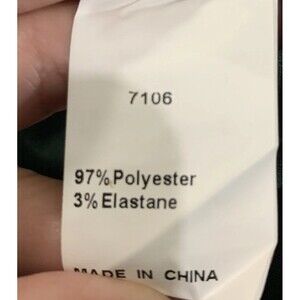 7106
97% Polyester
3% Elastane
MADE IN CHINA